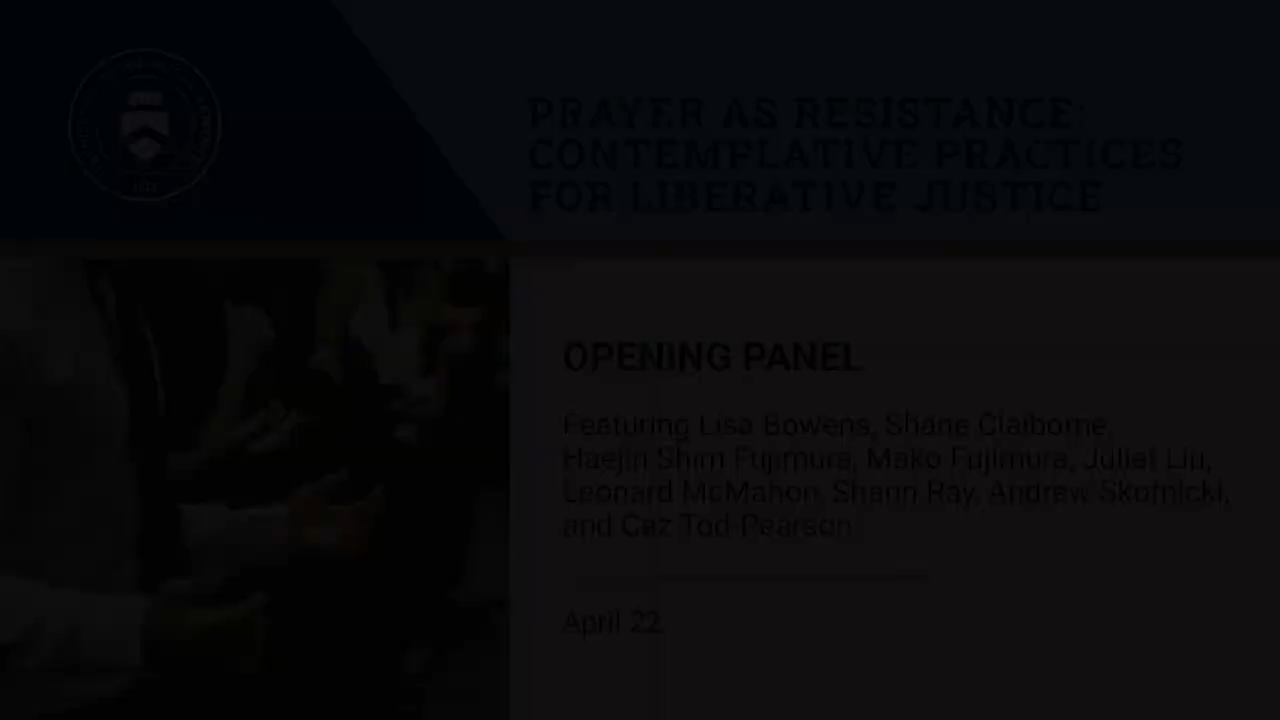 PRAYER AS RESISTANCE:
CONTEMPLATIVE PRACTICES
FOR LIBERATIVE JUSTICE
OPENING PANEL
Featuring Lisa Bowens, Shane Claiborne,
Haejin Shim Fujimura, Mako Fujimura, Juliet Liu,
Leonard McMahon, Shann Ray, Andrew Skotnicki,
and Gaz Tod-Pearson
April 22